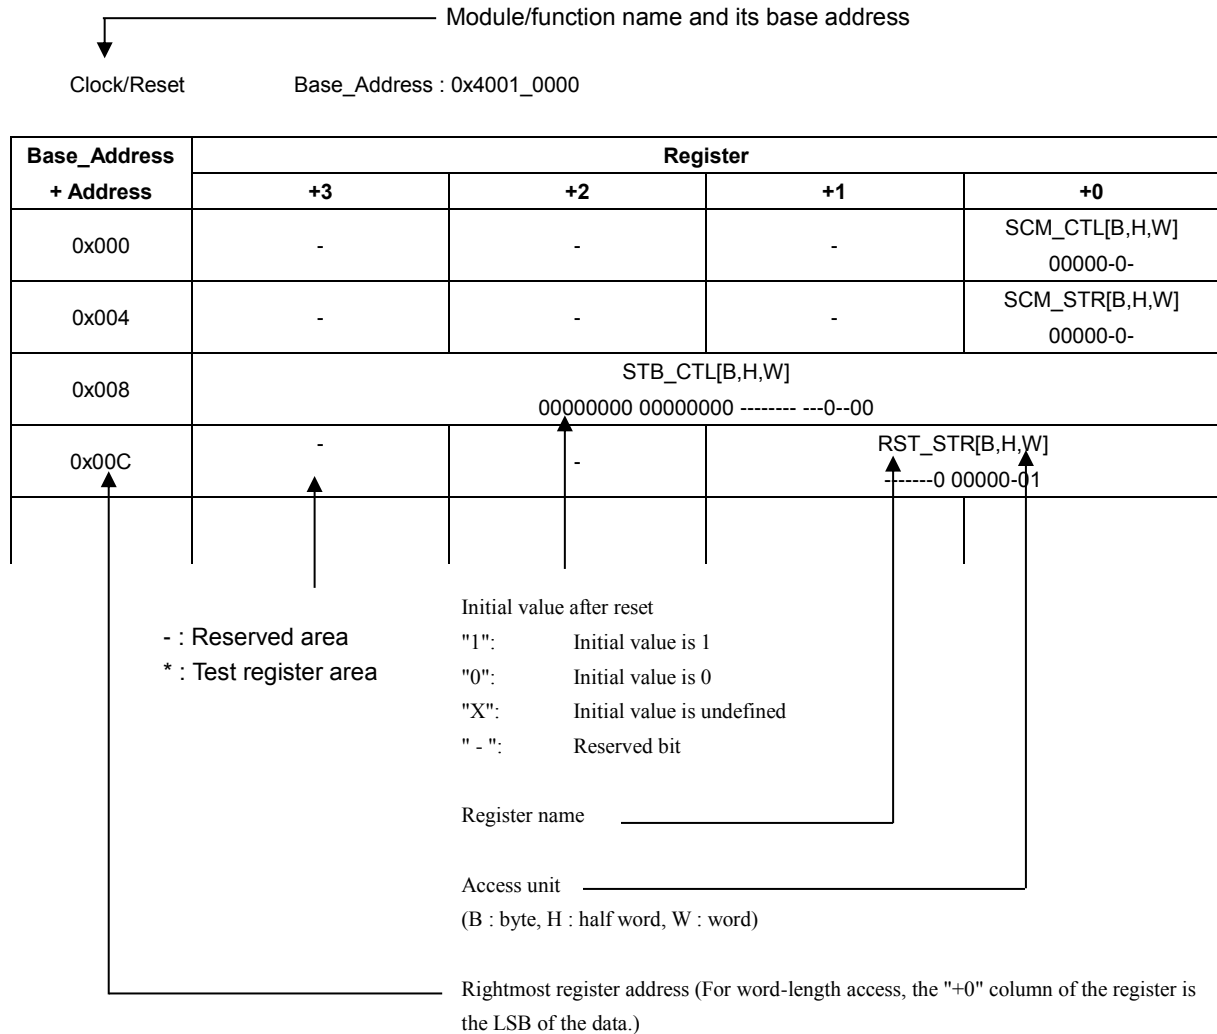 Module/function name and its base address
Clock/Reset Base_Address : 0x4001_0000
Base_Address Register
+ Address +3 +2 +1 +0
0x000 - - - SCM_CTL[B,H,W]
00000-0-
0x004 - - - SCM_STR[B,H,W]
00000-0-
0x008 STB_CTL[B,H,W]
00000000 00000000 -------- ---0--00
0x00C - - RST_STR[B,H,W]
-------0 00000-01
Initial value after reset
- : Reserved area
"1": Initial value is 1
* : Test register area
"0": Initial value is 0
"X": Initial value is undefined
" - ": Reserved bit
Register name
Access unit
(B : byte, H : half word, W : word)
Rightmost register address (For word-length access, the "+0" column of the register is
the LSB of the data.)